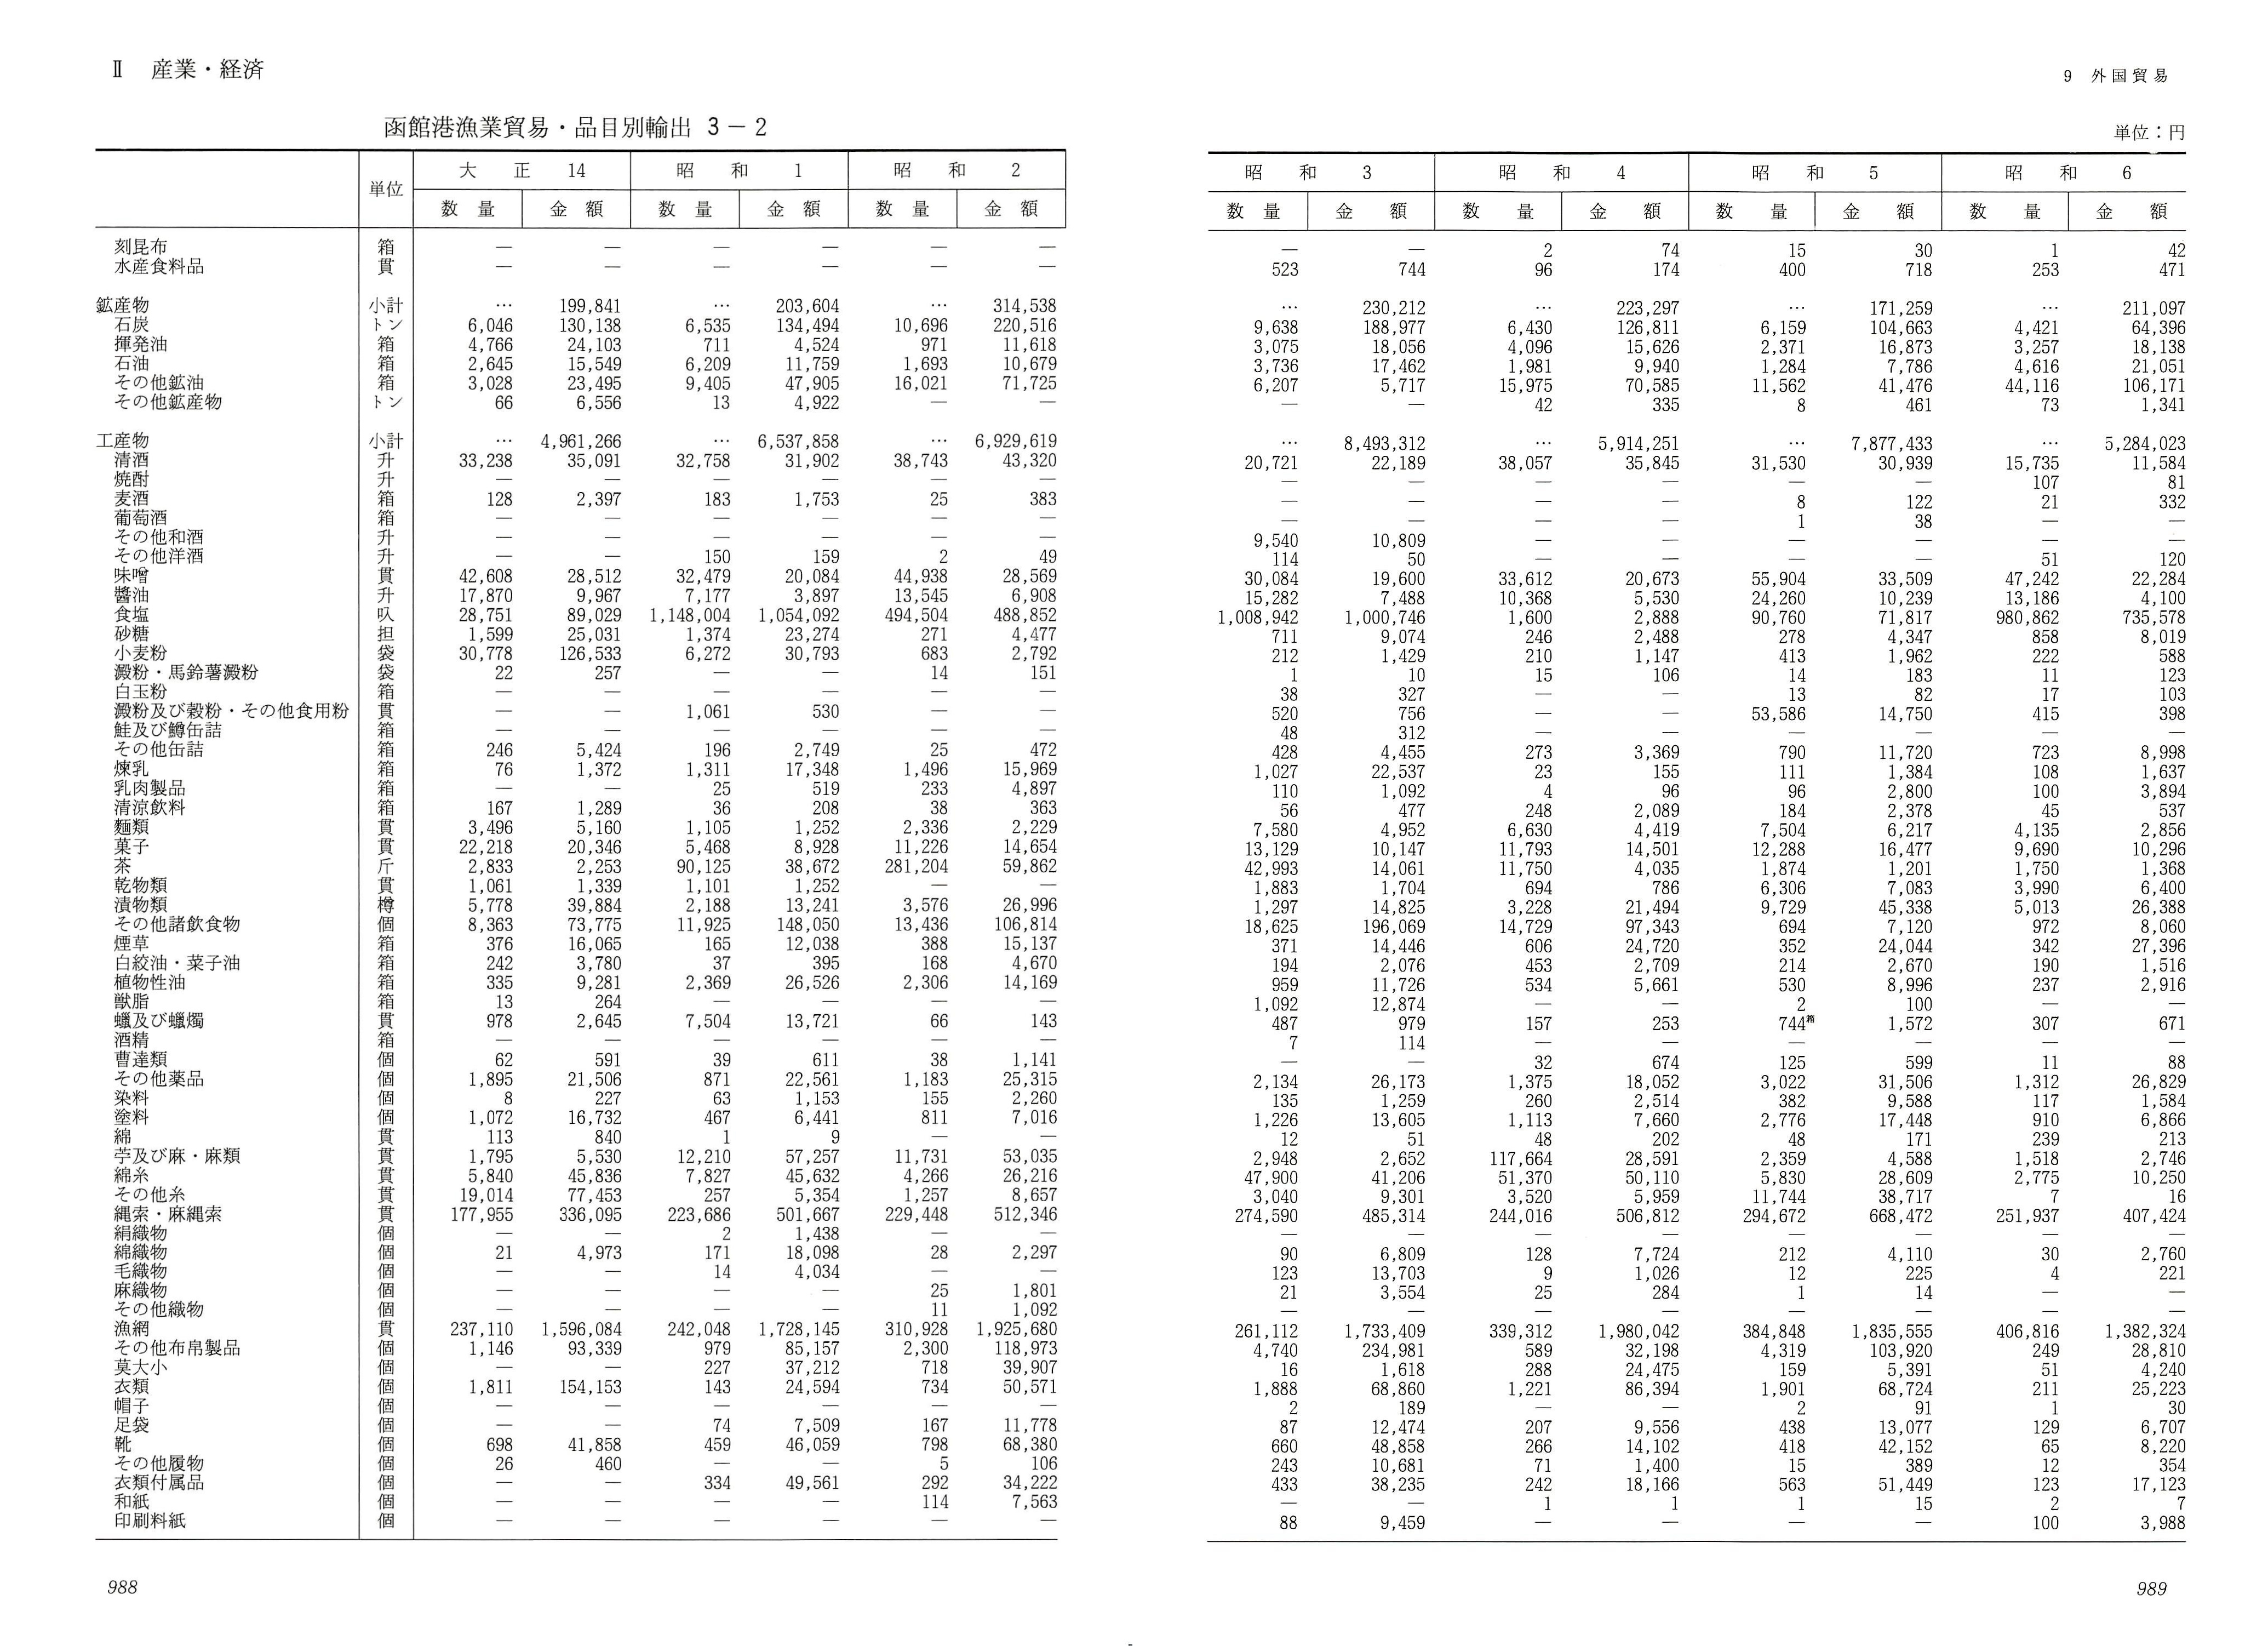 Ⅱ 産業・経済
函館港漁業貿易・品目別輸出 3－2
単位 大正14 昭和1 昭和2
数量 金額 数量 金額 数量 金額
刻昆布 箱 — — — — — —
水産食料品 貫 — — — — — —
鉱産物 小計 … 199,841 … 203,604 … 314,538
石炭 トン 6,046 130,138 6,535 134,494 10,696 220,516
揮発油 箱 4,766 24,103 711 4,524 971 11,618
石油 箱 2,645 15,549 6,209 11,759 1,693 10,679
その他鉱油 箱 3,028 23,495 9,405 47,905 16,021 71,725
その他鉱産物 トン 66 6,556 13 4,922 — —
工産物 小計 … 4,961,266 … 6,537,858 … 6,929,619
清酒 升 33,238 35,091 32,758 31,902 38,743 43,320
焼酎 升 — — — — — —
麦酒 箱 128 2,397 183 1,753 25 383
葡萄酒 箱 — — — — — —
その他和酒 升 — — — — — —
その他洋酒 升 — — 150 159 2 49
味噌 貫 42,608 28,512 32,479 20,084 44,938 28,569
醬油 升 17,870 9,967 7,177 3,897 13,545 6,908
食塩 叺 28,751 89,029 1,148,004 1,054,092 494,504 488,852
砂糖 担 1,599 25,031 1,374 23,274 271 4,477
小麦粉 袋 30,778 126,533 6,272 30,793 683 2,792
澱粉・馬鈴薯澱粉 袋 22 257 — — 14 151
白玉粉 箱 — — — — — —
澱粉及び穀粉・その他食用粉 貫 — — 1,061 530 — —
鮭及び鱒缶詰 箱 — — — — — —
その他缶詰 箱 246 5,424 196 2,749 25 472
煉乳 箱 76 1,372 1,311 17,348 1,496 15,969
乳肉製品 箱 — — 25 519 233 4,897
清涼飲料 箱 167 1,289 36 208 38 363
麵類 貫 3,496 5,160 1,105 1,252 2,336 2,229
菓子 貫 22,218 20,346 5,468 8,928 11,226 14,654
茶 斤 2,833 2,253 90,125 38,672 281,204 59,862
乾物類 貫 1,061 1,339 1,101 1,252 — —
漬物類 樽 5,778 39,884 2,188 13,241 3,576 26,996
その他諸飲食物 個 8,363 73,775 11,925 148,050 13,436 106,814
煙草 箱 376 16,065 165 12,038 388 15,137
白絞油・菜子油 箱 242 3,780 37 395 168 4,670
植物性油 箱 335 9,281 2,369 26,526 2,306 14,169
獣脂 箱 13 264 — — — —
蠟及び蠟燭 貫 978 2,645 7,504 13,721 66 143
酒精 箱 — — — — — —
曹達類 個 62 591 39 611 38 1,141
その他薬品 個 1,895 21,506 871 22,561 1,183 25,315
染料 個 8 227 63 1,153 155 2,260
塗料 個 1,072 16,732 467 6,441 811 7,016
綿 貫 113 840 1 9 — —
苧及び麻・麻類 貫 1,795 5,530 12,210 57,257 11,731 53,035
綿糸 貫 5,840 45,836 7,827 45,632 4,266 26,216
その他糸 貫 19,014 77,453 257 5,354 1,257 8,657
縄索・麻縄索 貫 177,955 336,095 223,686 501,667 229,448 512,346
絹織物 個 — — 2 1,438 — —
綿織物 個 21 4,973 171 18,098 28 2,297
毛織物 個 — — 14 4,034 — —
麻織物 個 — — — — 25 1,801
その他織物 個 — — — — 11 1,092
漁網 貫 237,110 1,596,084 242,048 1,728,145 310,928 1,925,680
その他布帛製品 個 1,146 93,339 979 85,157 2,300 118,973
莫大小 個 — — 227 37,212 718 39,907
衣類 個 1,811 154,153 143 24,594 734 50,571
帽子 個 — — — — — —
足袋 個 — — 74 7,509 167 11,778
靴 個 698 41,858 459 46,059 798 68,380
その他履物 個 26 460 — — 5 106
衣類付属品 個 — — 334 49,561 292 34,222
和紙 個 — — — — 114 7,563
印刷料紙 個 — — — — — —
988
9 外国貿易
単位：円
昭和3 昭和4 昭和5 昭和6
数量 金額 数量 金額 数量 金額 数量 金額
— — 2 74 15 30 1 42
523 744 96 174 400 718 253 471
… 230,212 … 223,297 … 171,259 … 211,097
9,638 188,977 6,430 126,811 6,159 104,663 4,421 64,396
3,075 18,056 4,096 15,626 2,371 16,873 3,257 18,138
3,736 17,462 1,981 9,940 1,284 7,786 4,616 21,051
6,207 5,717 15,975 70,585 11,562 41,476 44,116 106,171
— — 42 335 8 461 73 1,341
… 8,493,312 … 5,914,251 … 7,877,433 … 5,284,023
20,721 22,189 38,057 35,845 31,530 30,939 15,735 11,584
— — — — — — 107 81
— — — — 8 122 21 332
— — — — 1 38 — —
9,540 10,809 — — — — — —
114 50 — — — — 51 120
30,084 19,600 33,612 20,673 55,904 33,509 47,242 22,284
15,282 7,488 10,368 5,530 24,260 10,239 13,186 4,100
1,008,942 1,000,746 1,600 2,888 90,760 71,817 980,862 735,578
711 9,074 246 2,488 278 4,347 858 8,019
212 1,429 210 1,147 413 1,962 222 588
1 10 15 106 14 183 11 123
38 327 — — 13 82 17 103
520 756 — — 53,586 14,750 415 398
48 312 — — — — — —
428 4,455 273 3,369 790 11,720 723 8,998
1,027 22,537 23 155 111 1,384 108 1,637
110 1,092 4 96 96 2,800 100 3,894
56 477 248 2,089 184 2,378 45 537
7,580 4,952 6,630 4,419 7,504 6,217 4,135 2,856
13,129 10,147 11,793 14,501 12,288 16,477 9,690 10,296
42,993 14,061 11,750 4,035 1,874 1,201 1,750 1,368
1,883 1,704 694 786 6,306 7,083 3,990 6,400
1,297 14,825 3,228 21,494 9,729 45,338 5,013 26,388
18,625 196,069 14,729 97,343 694 7,120 972 8,060
371 14,446 606 24,720 352 24,044 342 27,396
194 2,076 453 2,709 214 2,670 190 1,516
959 11,726 534 5,661 530 8,996 237 2,916
1,092 12,874 — — 2 100 — —
487 979 157 253 744箱 1,572 307 671
7 114 — — — — — —
— — 32 674 125 599 11 88
2,134 26,173 1,375 18,052 3,022 31,506 1,312 26,829
135 1,259 260 2,514 382 9,588 117 1,584
1,226 13,605 1,113 7,660 2,776 17,448 910 6,866
12 51 48 202 48 171 239 213
2,948 2,652 117,664 28,591 2,359 4,588 1,518 2,746
47,900 41,206 51,370 50,110 5,830 28,609 2,775 10,250
3,040 9,301 3,520 5,959 11,744 38,717 7 16
274,590 485,314 244,016 506,812 294,672 668,472 251,937 407,424
— — — — — — — —
90 6,809 128 7,724 212 4,110 30 2,760
123 13,703 9 1,026 12 225 4 221
21 3,554 25 284 1 14 — —
— — — — — — — —
261,112 1,733,409 339,312 1,980,042 384,848 1,835,555 406,816 1,382,324
4,740 234,981 589 32,198 4,319 103,920 249 28,810
16 1,618 288 24,475 159 5,391 51 4,240
1,888 68,860 1,221 86,394 1,901 68,724 211 25,223
2 189 — — 2 91 1 30
87 12,474 207 9,556 438 13,077 129 6,707
660 48,858 266 14,102 418 42,152 65 8,220
243 10,681 71 1,400 15 389 12 354
433 38,235 242 18,166 563 51,449 123 17,123
— — 1 1 1 15 2 7
88 9,459 — — — — 100 3,988
989